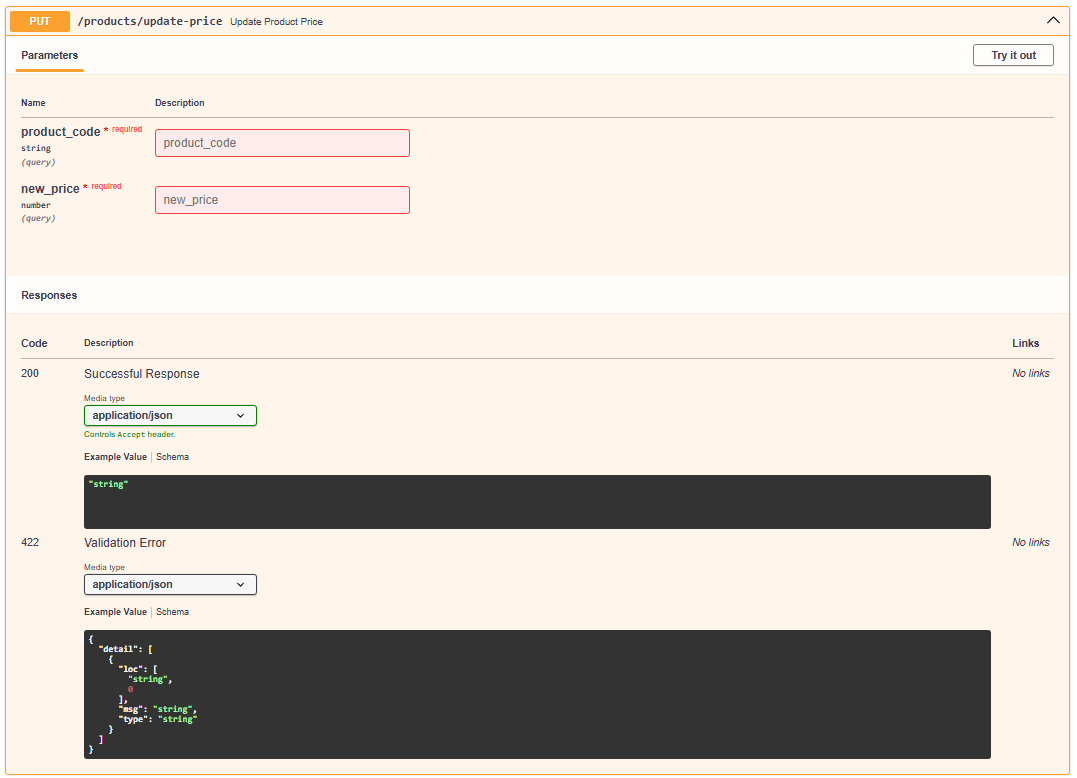 PUT /products/update-price Update Product Price
Parameters
Try it out
Name Description
product_code * required
string
(query)
product_code
new_price * required
number
(query)
new_price
Responses
Code Description Links
200 Successful Response No links
Media type
application/json
Controls Accept header.
Example Value | Schema
"string"
422 Validation Error No links
Media type
application/json
Example Value | Schema
{
  "detail": [
    {
      "loc": [
        "string",
        0
      ],
      "msg": "string",
      "type": "string"
    }
  ]
}